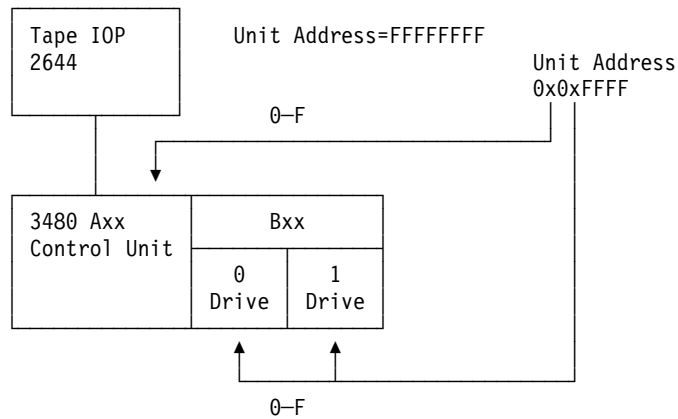 Tape IOP
2644
Unit Address=FFFFFFFF
Unit Address
0x0xFFFF
0—F
3480 Axx
Control Unit
Bxx
0
Drive
1
Drive
0—F